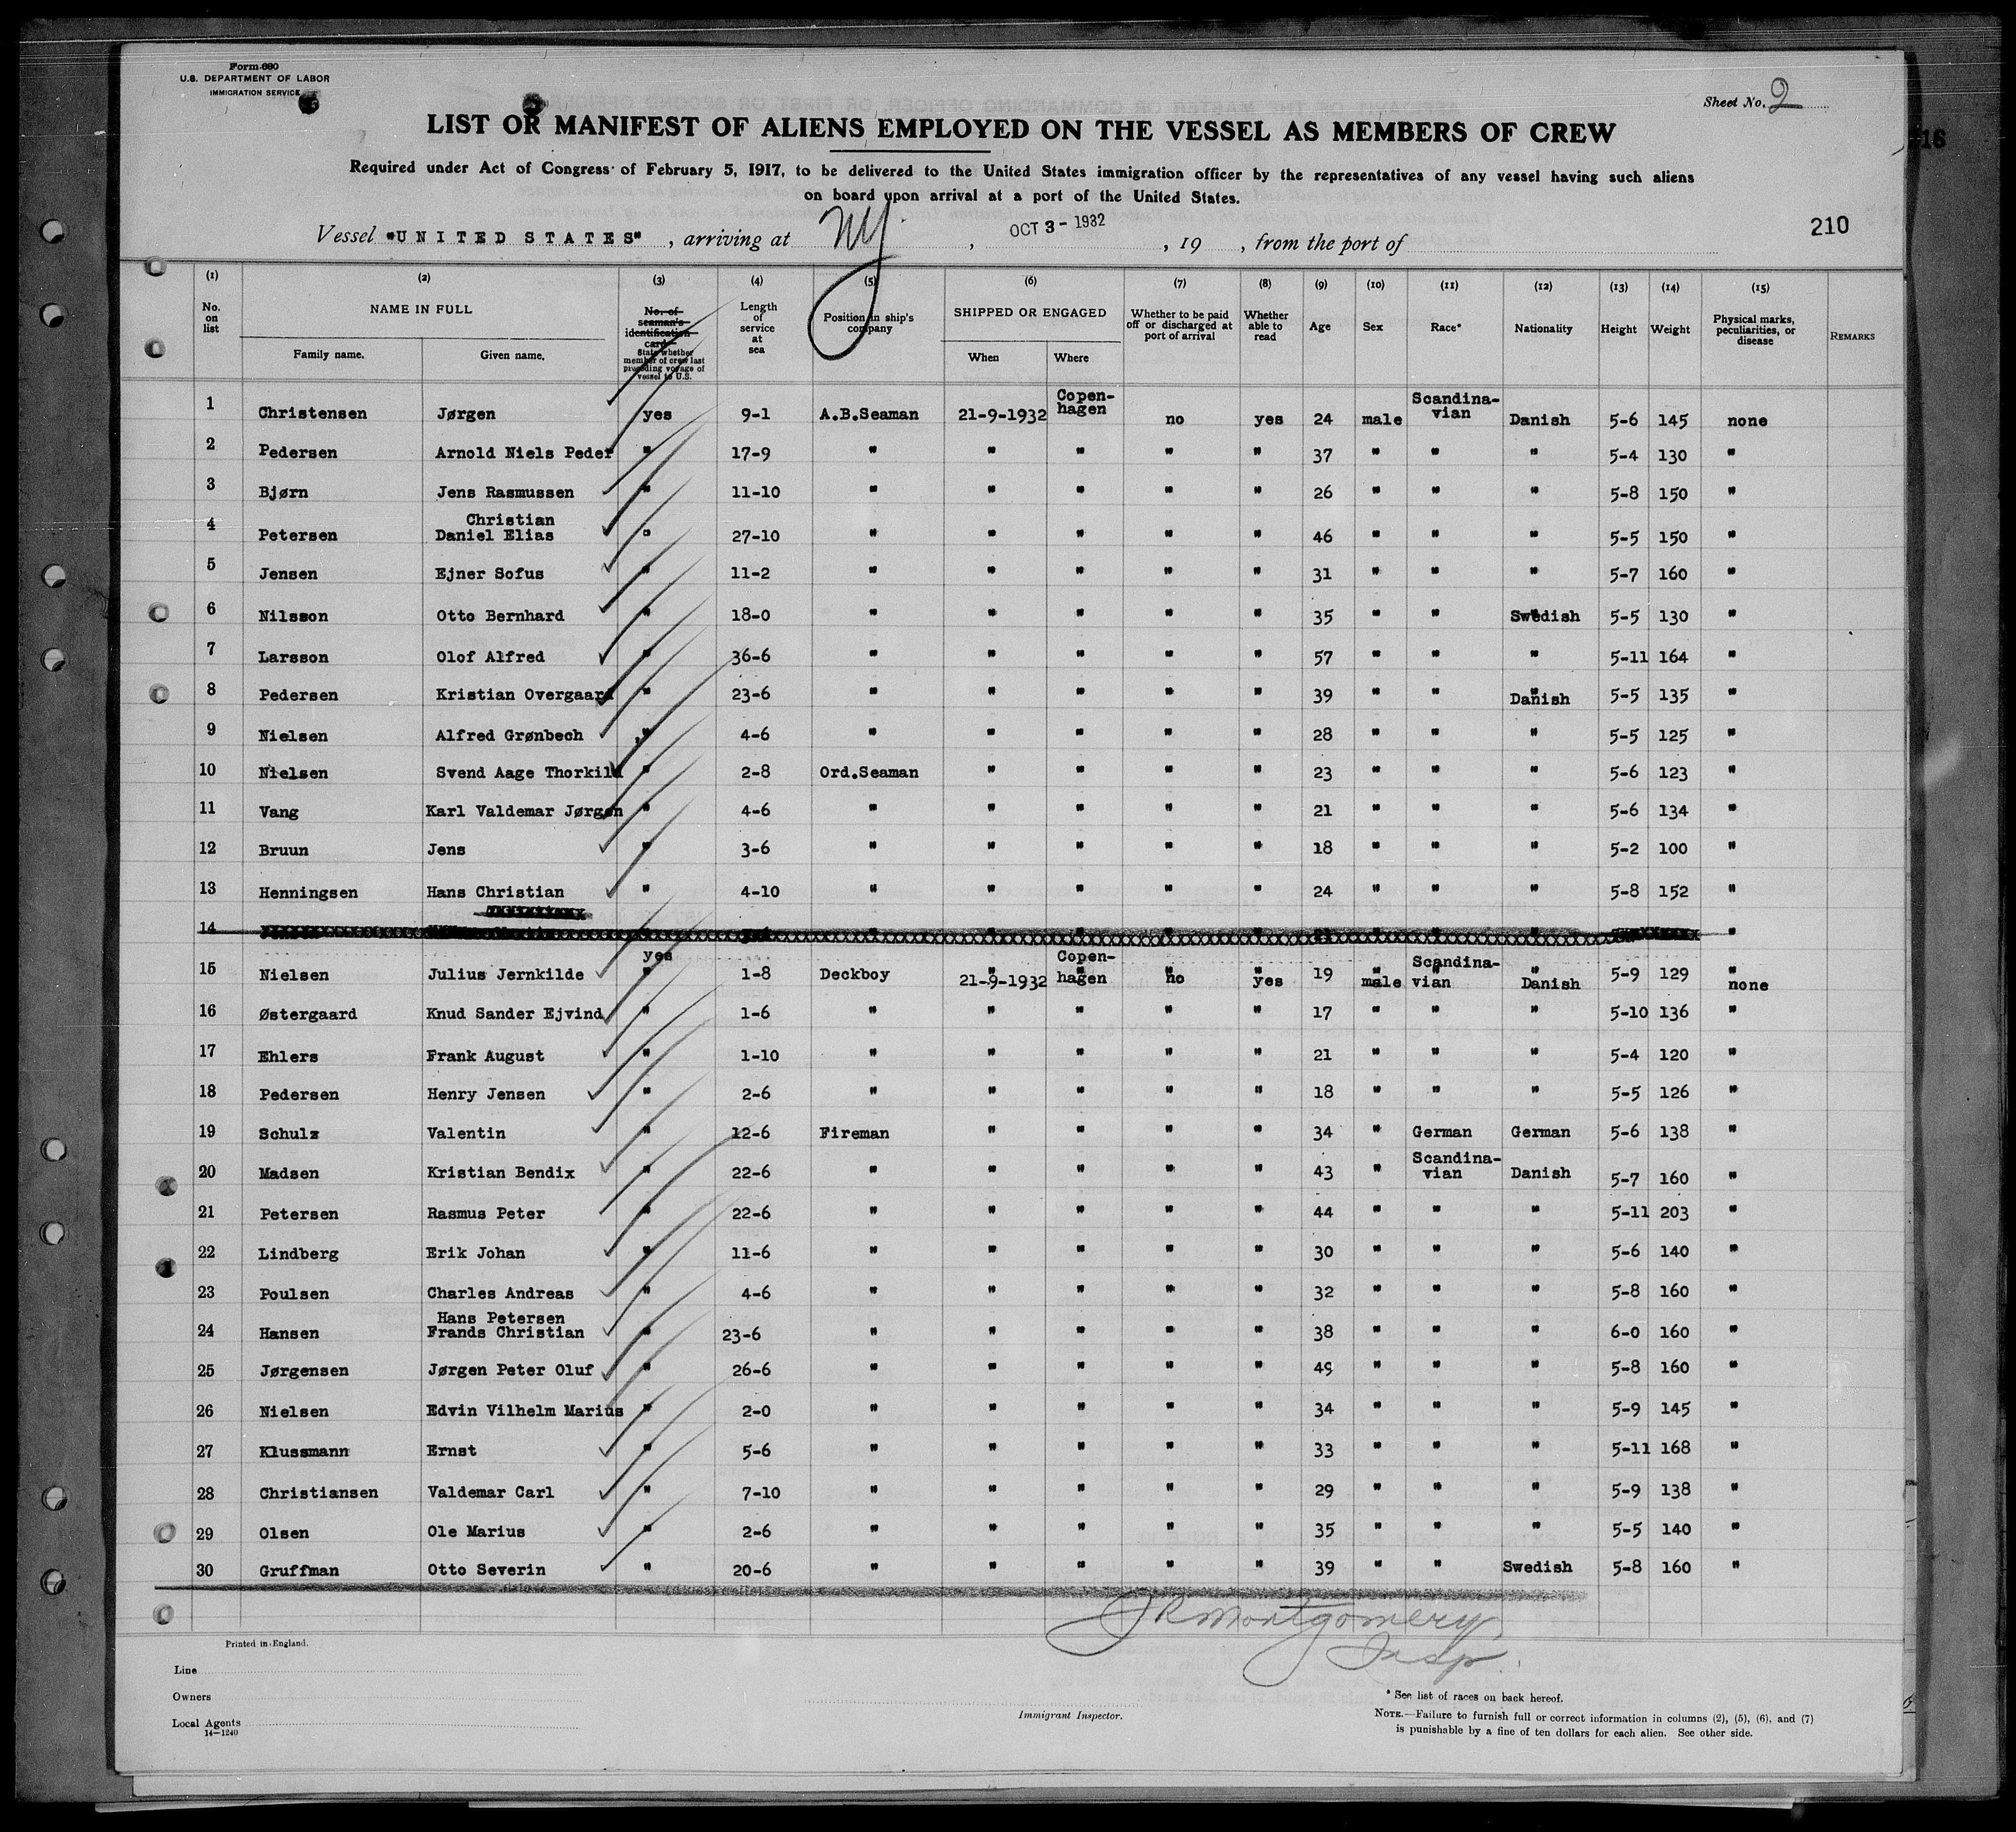 Form 680
U.S. DEPARTMENT OF LABOR
IMMIGRATION SERVICE
Sheet No. 2
LIST OR MANIFEST OF ALIENS EMPLOYED ON THE VESSEL AS MEMBERS OF CREW
16
Required under Act of Congress of February 5, 1917, to be delivered to the United States immigration officer by the representatives of any vessel having such aliens
on board upon arrival at a port of the United States.
Vessel "UNITED STATES", arriving at NY, OCT 3 - 1932, 19 , from the port of
210
(1) No. on list
(2) NAME IN FULL Family name. Given name.
(3) No. of seaman's identification card State whether member of crew last preceding voyage of vessel to U.S.
(4) Length of service at sea
(5) Position in ship's company
(6) SHIPPED OR ENGAGED When Where
(7) Whether to be paid off or discharged at port of arrival
(8) Whether able to read
(9) Age
(10) Sex
(11) Race*
(12) Nationality
(13) Height
(14) Weight
(15) Physical marks, peculiarities, or disease
REMARKS
1 Christensen Jørgen yes 9-1 A.B.Seaman 21-9-1932 Copenhagen no yes 24 male Scandinavian Danish 5-6 145 none
2 Pedersen Arnold Niels Peder " 17-9 " " " " " 37 " " " 5-4 130 "
3 Bjørn Jens Rasmussen " 11-10 " " " " " 26 " " " 5-8 150 "
4 Petersen Christian Daniel Elias " 27-10 " " " " " 46 " " " 5-5 150 "
5 Jensen Ejner Sofus " 11-2 " " " " " 31 " " " 5-7 160 "
6 Nilsson Otto Bernhard " 18-0 " " " " " 35 " " Swedish 5-5 130 "
7 Larsson Olof Alfred " 36-6 " " " " " 57 " " " 5-11 164 "
8 Pedersen Kristian Overgaard " 23-6 " " " " " 39 " " Danish 5-5 135 "
9 Nielsen Alfred Grønbech " 4-6 " " " " " 28 " " " 5-5 125 "
10 Nielsen Svend Aage Thorkild " 2-8 Ord.Seaman " " " " 23 " " " 5-6 123 "
11 Vang Karl Valdemar Jørgen " 4-6 " " " " " 21 " " " 5-6 134 "
12 Bruun Jens " 3-6 " " " " " 18 " " " 5-2 100 "
13 Henningsen Hans Christian " 4-10 " " " " " 24 " " " 5-8 152 "
14
15 Nielsen Julius Jernkilde yes 1-8 Deckboy 21-9-1932 Copenhagen no yes 19 male Scandinavian Danish 5-9 129 none
16 Østergaard Knud Sander Ejvind " 1-6 " " " " " 17 " " " 5-10 136 "
17 Ehlers Frank August " 1-10 " " " " " 21 " " " 5-4 120 "
18 Pedersen Henry Jensen " 2-6 " " " " " 18 " " " 5-5 126 "
19 Schulz Valentin " 12-6 Fireman " " " " 34 " German German 5-6 138 "
20 Madsen Kristian Bendix " 22-6 " " " " " 43 " Scandinavian Danish 5-7 160 "
21 Petersen Rasmus Peter " 22-6 " " " " " 44 " " " 5-11 203 "
22 Lindberg Erik Johan " 11-6 " " " " " 30 " " " 5-6 140 "
23 Poulsen Charles Andreas " 4-6 " " " " " 32 " " " 5-8 160 "
24 Hansen Hans Petersen Frands Christian " 23-6 " " " " " 38 " " " 6-0 160 "
25 Jørgensen Jørgen Peter Oluf " 26-6 " " " " " 49 " " " 5-8 160 "
26 Nielsen Edvin Vilhelm Marius " 2-0 " " " " " 34 " " " 5-9 145 "
27 Klussmann Ernst " 5-6 " " " " " 33 " " " 5-11 168 "
28 Christiansen Valdemar Carl " 7-10 " " " " " 29 " " " 5-9 138 "
29 Olsen Ole Marius " 2-6 " " " " " 35 " " " 5-5 140 "
30 Gruffman Otto Severin " 20-6 " " " " " 39 " " Swedish 5-8 160 "
JR Montgomery
Insp.
Printed in England.
Line
Owners
Local Agents
14—1240
Immigrant Inspector.
* See list of races on back hereof.
NOTE.—Failure to furnish full or correct information in columns (2), (5), (6), and (7)
is punishable by a fine of ten dollars for each alien. See other side.